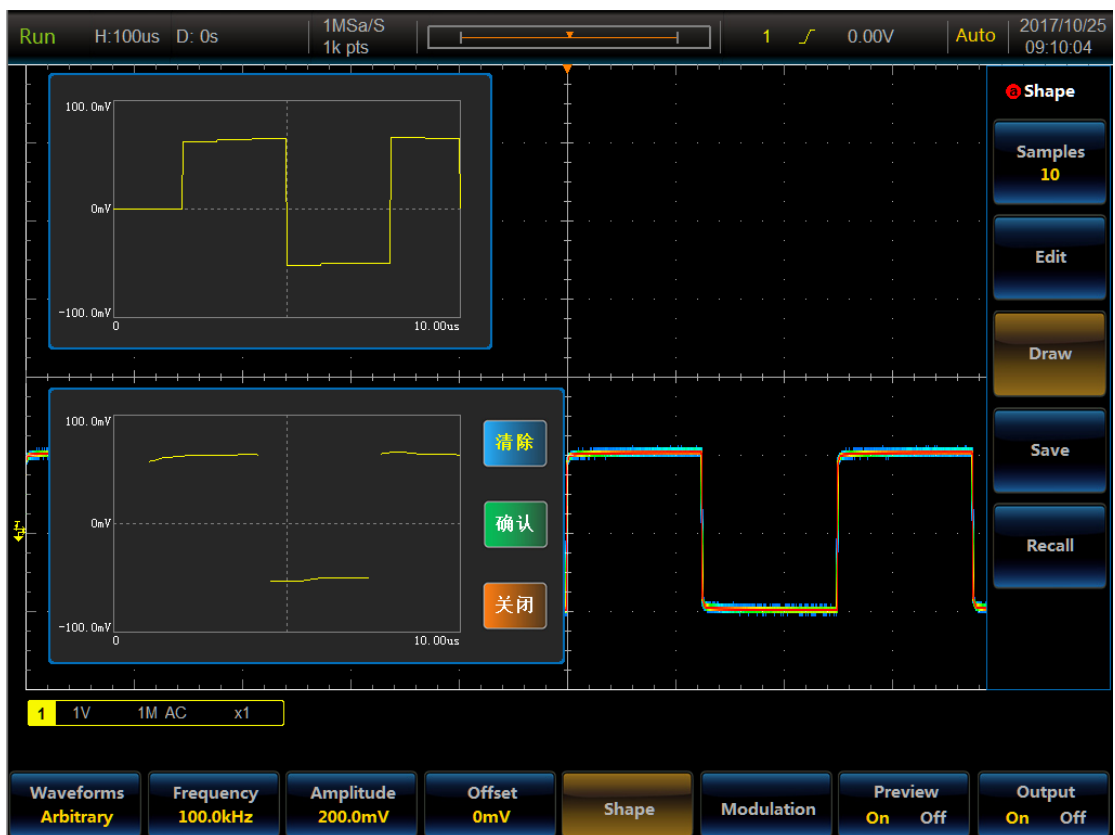 Run H:100us D: 0s 1MSa/S 1 0.00V Auto 2017/10/25
1k pts 09:10:04
a Shape
100.0mV
0mV
-100.0mV
0 10.00us
Samples
10
Edit
Draw
Save
Recall
100.0mV
0mV
-100.0mV
0 10.00us
清除
确认
关闭
1 1V 1M AC x1
Waveforms
Arbitrary
Frequency
100.0kHz
Amplitude
200.0mV
Offset
0mV
Shape
Modulation
Preview
On Off
Output
On Off